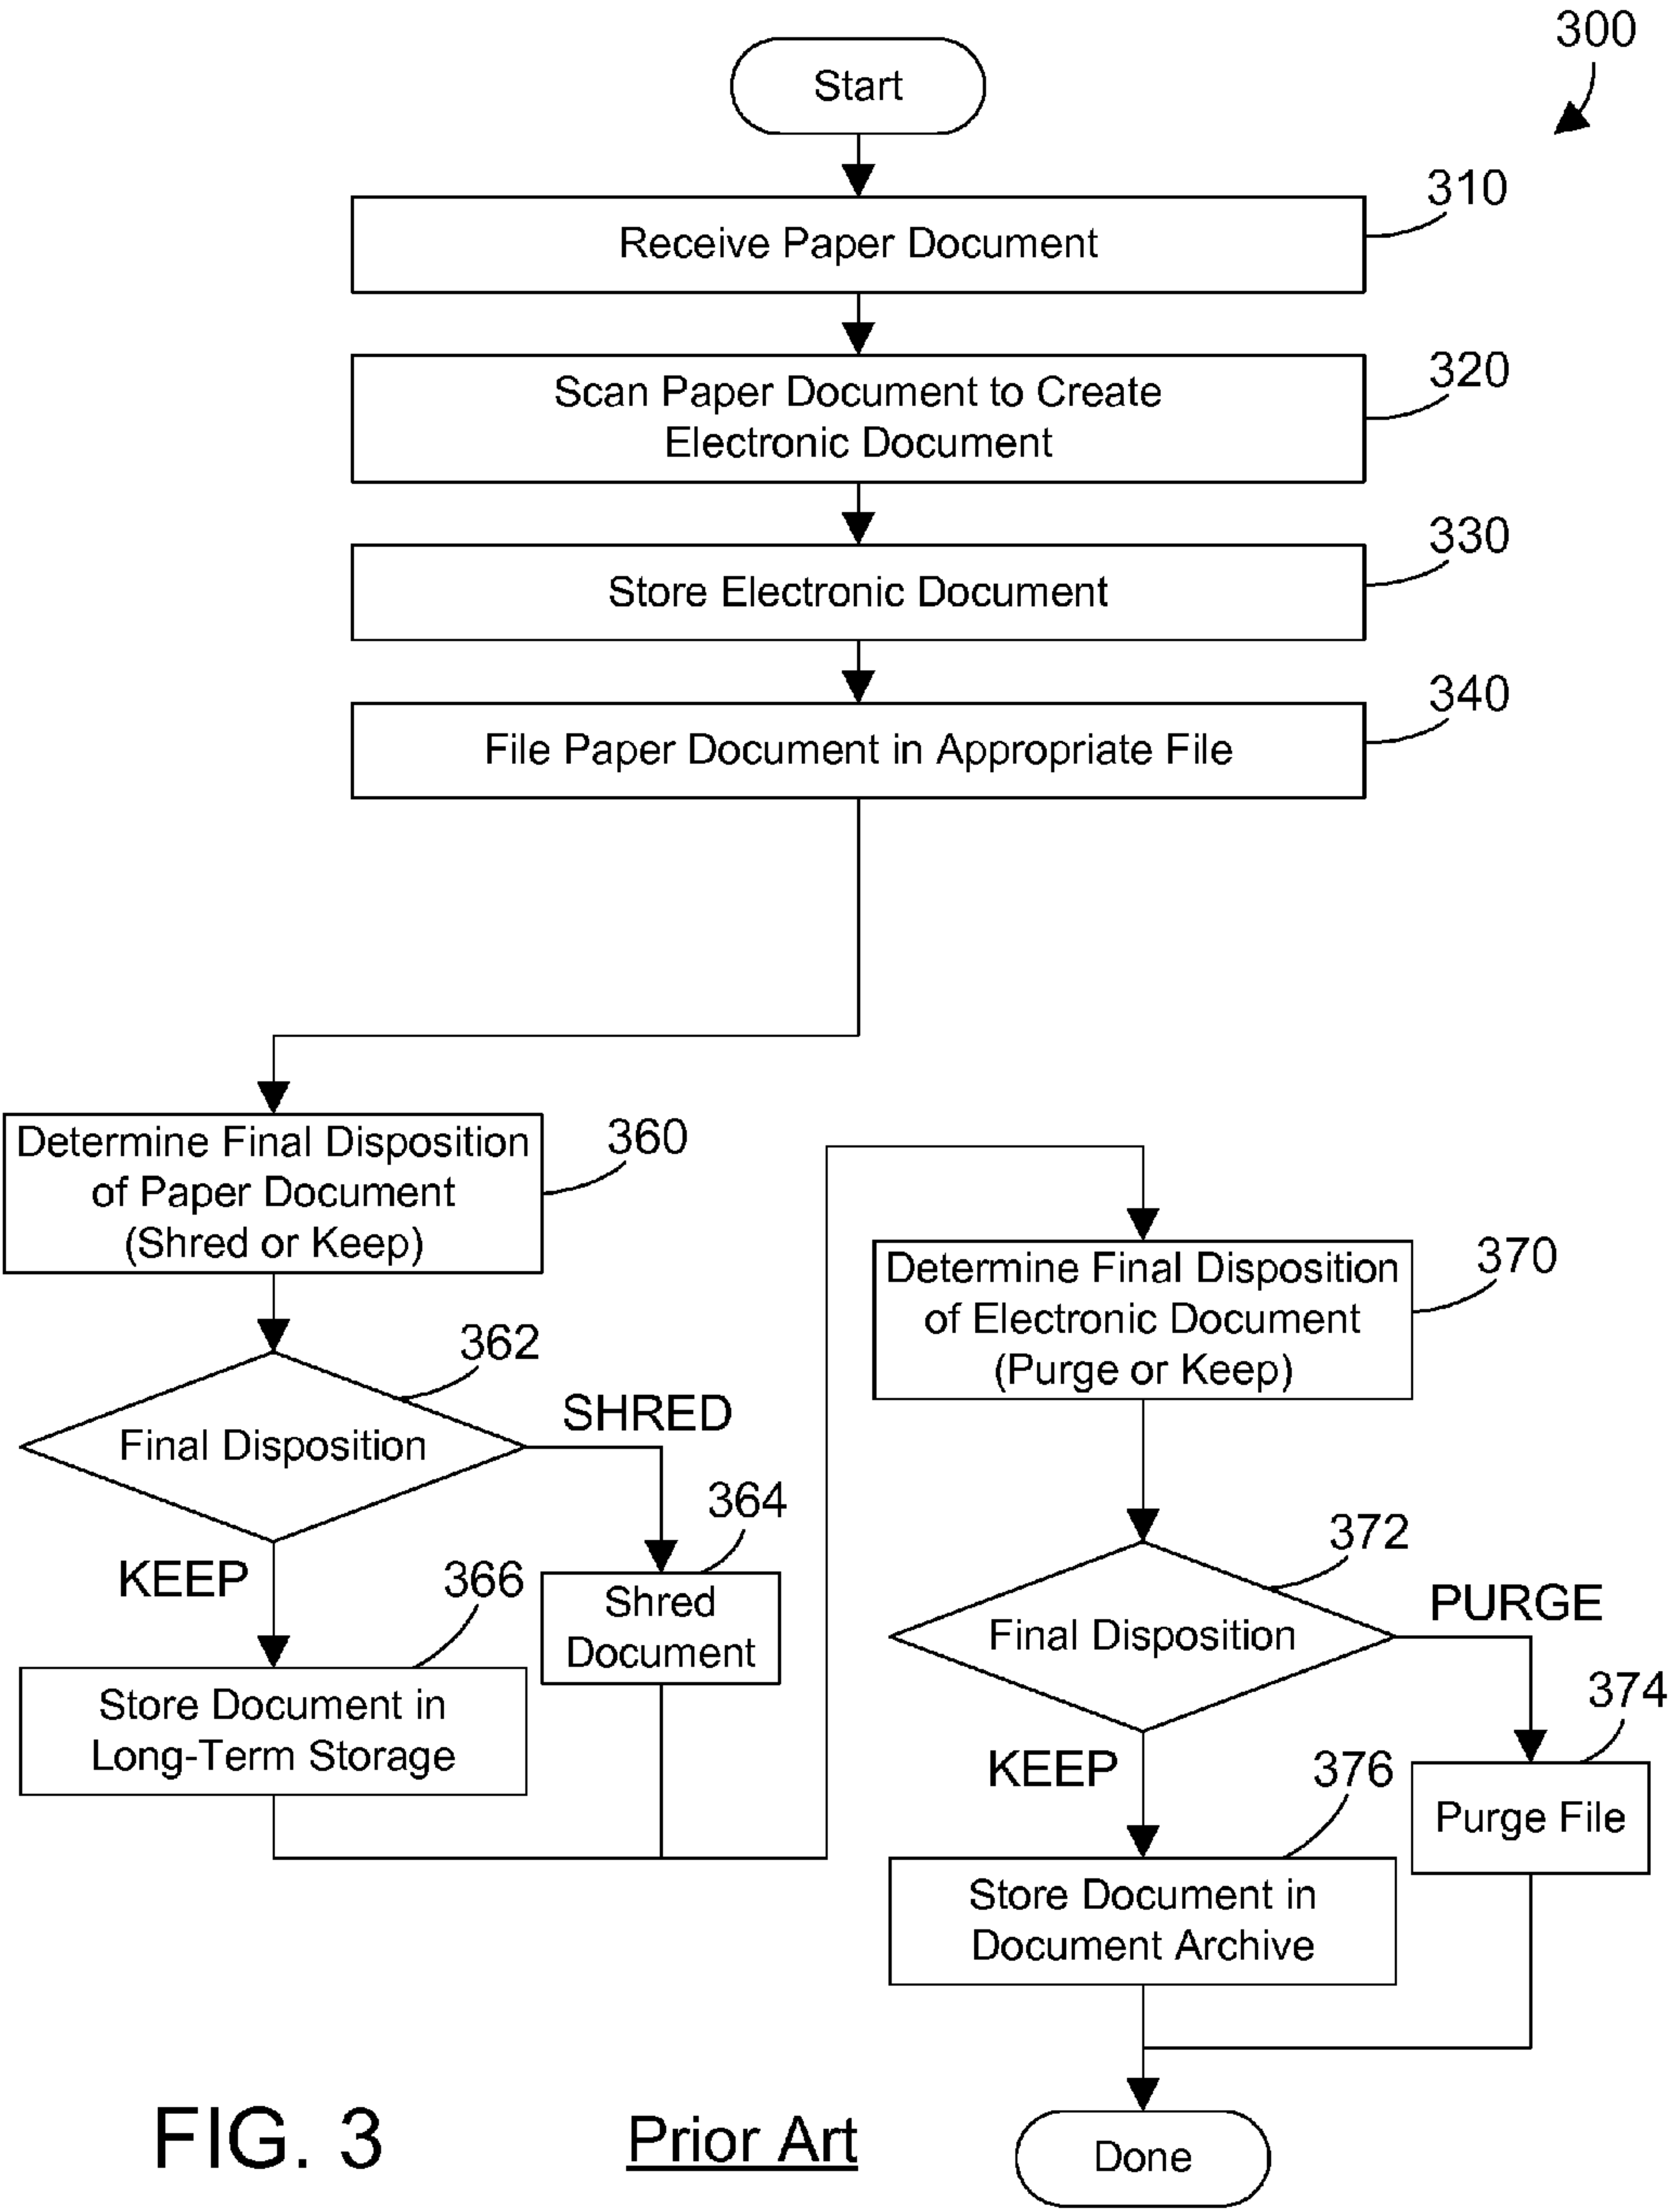 300
Start
310
Receive Paper Document
320
Scan Paper Document to Create
Electronic Document
330
Store Electronic Document
340
File Paper Document in Appropriate File
360
Determine Final Disposition
of Paper Document
(Shred or Keep)
362
Final Disposition
SHRED
364
Shred
Document
KEEP
366
Store Document in
Long-Term Storage
370
Determine Final Disposition
of Electronic Document
(Purge or Keep)
372
Final Disposition
PURGE
374
Purge File
KEEP
376
Store Document in
Document Archive
Done
FIG. 3
Prior Art